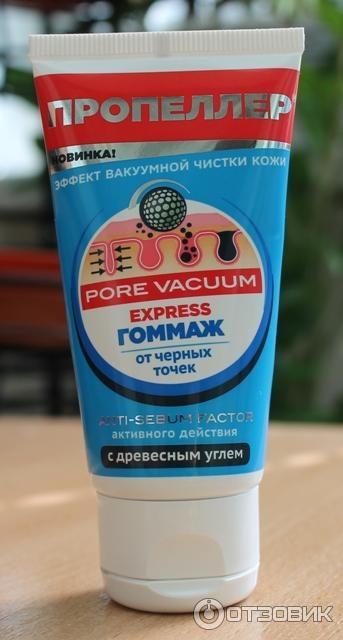 ПРОПЕЛЛЕР
НОВИНКА!
ЭФФЕКТ ВАКУУМНОЙ ЧИСТКИ КОЖИ
PORE VACUUM
EXPRESS
ГОММАЖ
от черных
точек
ANTI-SEBUM FACTOR
активного действия
с древесным углем
ОТЗОВИК